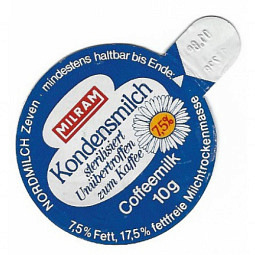 mindestens haltbar bis Ende:
NORDMILCH Zeven
MILRAM
Kondensmilch
sterilisiert
Unübertroffen
zum Kaffee
7,5%
Coffeemilk
10g
7,5% Fett, 17,5% fettfreie Milchtrockenmasse